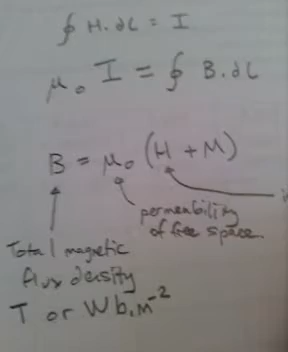 ∮ H.dL = I
μ₀ I = ∮ B.dL
B = μ₀ (H + M)
permeability
of free space.
Total magnetic
flux density
T or Wb.m⁻²